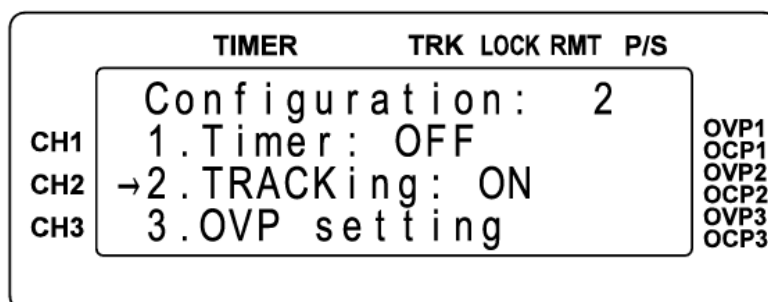 TIMER TRK LOCK RMT P/S
Configuration: 2
CH1 1.Timer: OFF OVP1
OCP1
CH2 →2.TRACKing: ON OVP2
OCP2
CH3 3.OVP setting OVP3
OCP3